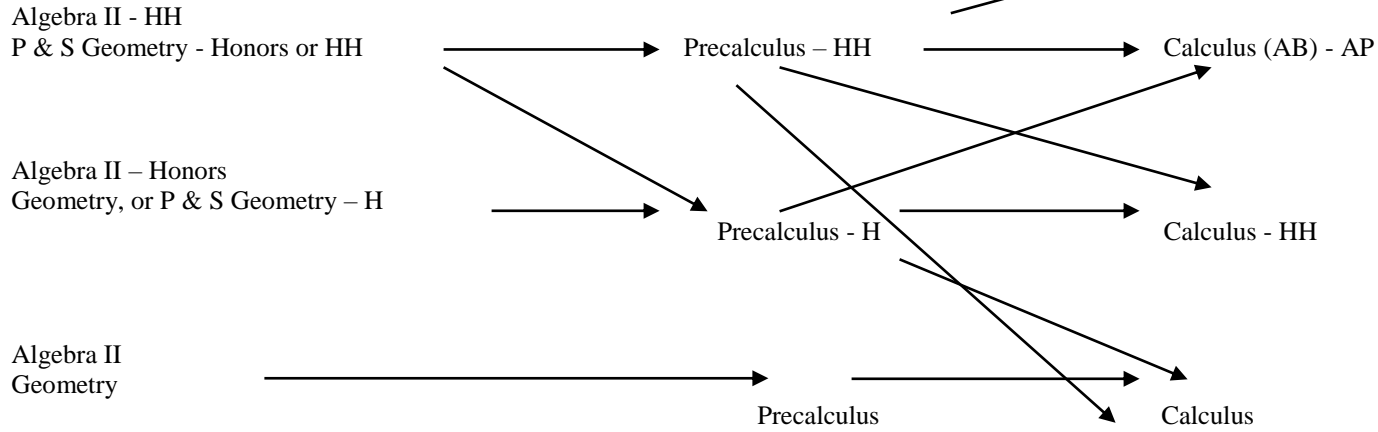 Algebra II - HH
P & S Geometry - Honors or HH
Precalculus – HH
Calculus (AB) - AP
Algebra II – Honors
Geometry, or P & S Geometry – H
Precalculus - H
Calculus - HH
Algebra II
Geometry
Precalculus
Calculus